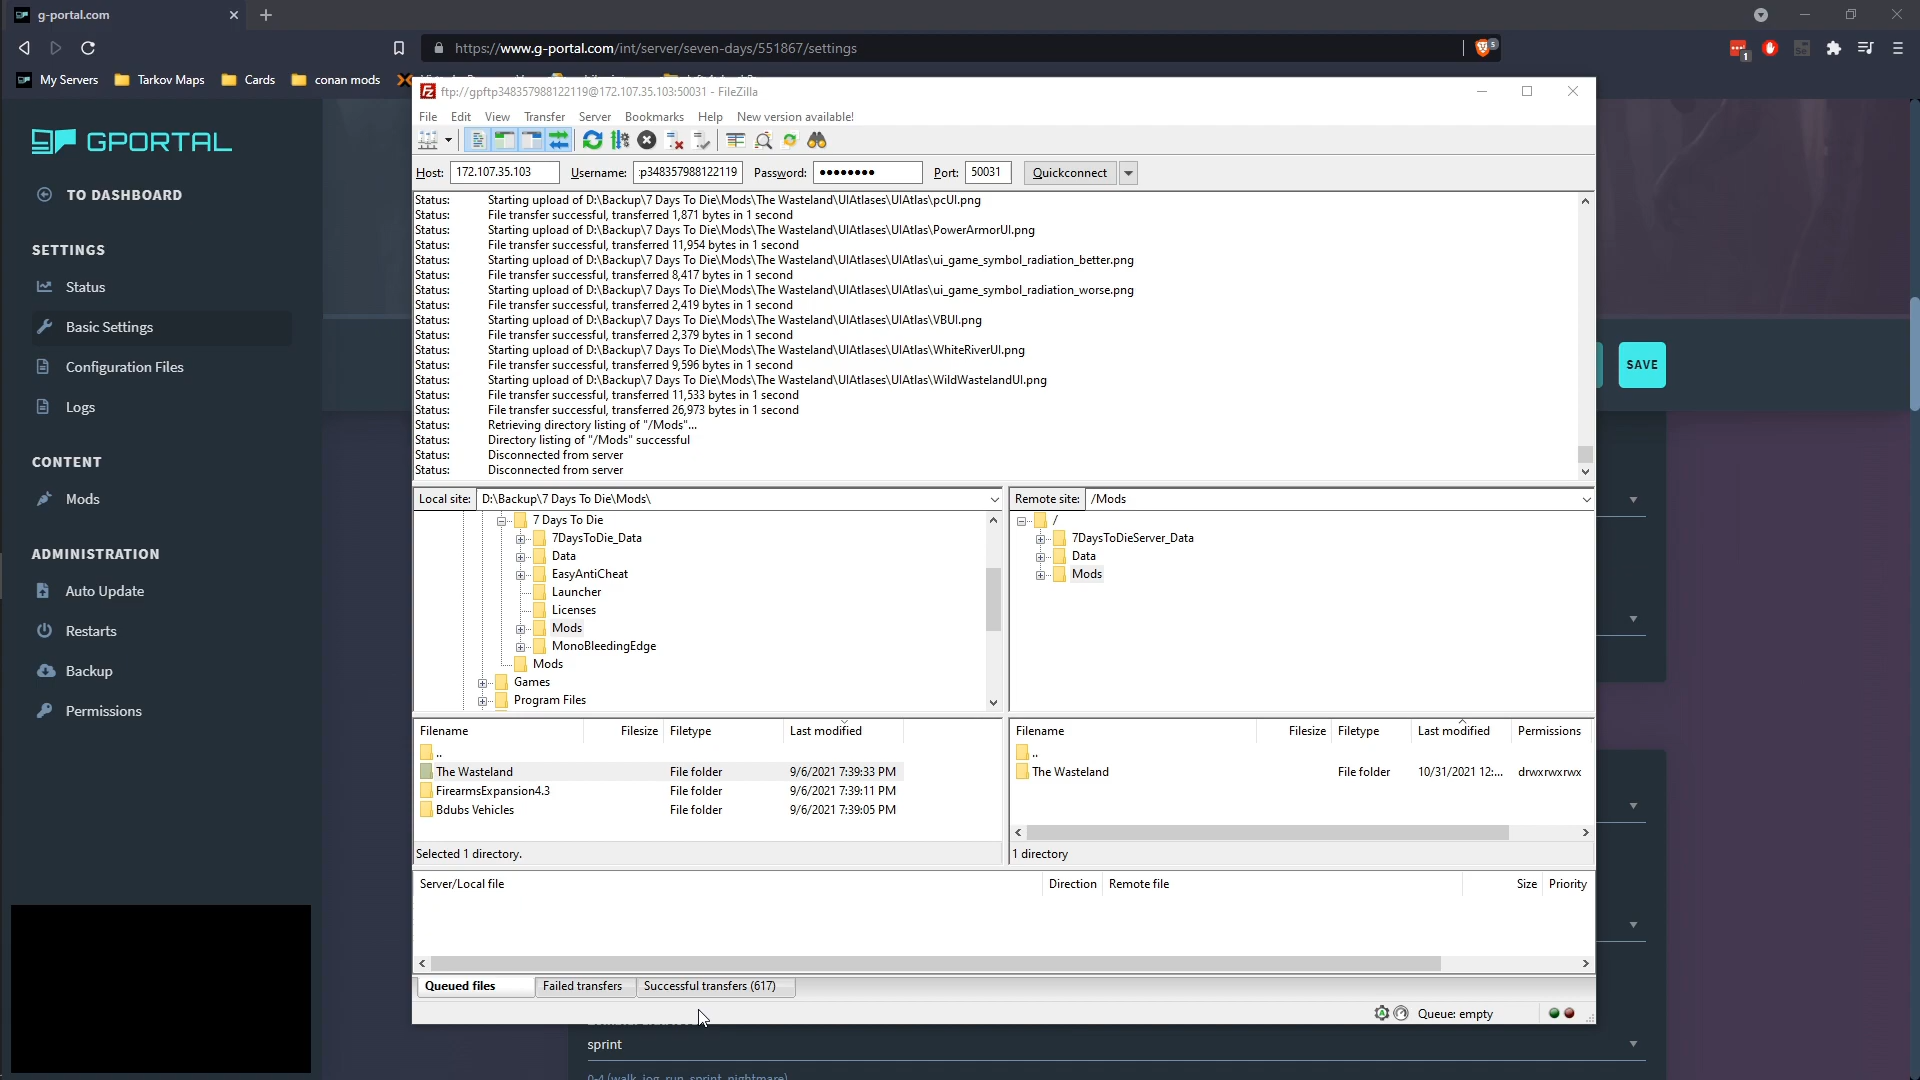 g-portal.com
https://www.g-portal.com/int/server/seven-days/551867/settings
5
1
My Servers
Tarkov Maps
Cards
conan mods
ftp://gpftp348357988122119@172.107.35.103:50031 - FileZilla
File Edit View Transfer Server Bookmarks Help New version available!
Host: 172.107.35.103 Username: :p348357988122119 Password: ●●●●●●●● Port: 50031 Quickconnect
GPORTAL
TO DASHBOARD
SETTINGS
Status
Basic Settings
Configuration Files
Logs
CONTENT
Mods
ADMINISTRATION
Auto Update
Restarts
Backup
Permissions
Status: Starting upload of D:\Backup\7 Days To Die\Mods\The Wasteland\UIAtlases\UIAtlas\pcUI.png
Status: File transfer successful, transferred 1,871 bytes in 1 second
Status: Starting upload of D:\Backup\7 Days To Die\Mods\The Wasteland\UIAtlases\UIAtlas\PowerArmorUI.png
Status: File transfer successful, transferred 11,954 bytes in 1 second
Status: Starting upload of D:\Backup\7 Days To Die\Mods\The Wasteland\UIAtlases\UIAtlas\ui_game_symbol_radiation_better.png
Status: File transfer successful, transferred 8,417 bytes in 1 second
Status: Starting upload of D:\Backup\7 Days To Die\Mods\The Wasteland\UIAtlases\UIAtlas\ui_game_symbol_radiation_worse.png
Status: File transfer successful, transferred 2,419 bytes in 1 second
Status: Starting upload of D:\Backup\7 Days To Die\Mods\The Wasteland\UIAtlases\UIAtlas\VBUI.png
Status: File transfer successful, transferred 2,379 bytes in 1 second
Status: Starting upload of D:\Backup\7 Days To Die\Mods\The Wasteland\UIAtlases\UIAtlas\WhiteRiverUI.png
Status: File transfer successful, transferred 9,596 bytes in 1 second
Status: Starting upload of D:\Backup\7 Days To Die\Mods\The Wasteland\UIAtlases\UIAtlas\WildWastelandUI.png
Status: File transfer successful, transferred 11,533 bytes in 1 second
Status: File transfer successful, transferred 26,973 bytes in 1 second
Status: Retrieving directory listing of "/Mods"...
Status: Directory listing of "/Mods" successful
Status: Disconnected from server
Status: Disconnected from server
SAVE
Local site: D:\Backup\7 Days To Die\Mods\
7 Days To Die
7DaysToDie_Data
Data
EasyAntiCheat
Launcher
Licenses
Mods
MonoBleedingEdge
Mods
Games
Program Files
Remote site: /Mods
/
7DaysToDieServer_Data
Data
Mods
Filename Filesize Filetype Last modified
..
The Wasteland File folder 9/6/2021 7:39:33 PM
FirearmsExpansion4.3 File folder 9/6/2021 7:39:11 PM
Bdubs Vehicles File folder 9/6/2021 7:39:05 PM
Selected 1 directory.
Filename Filesize Filetype Last modified Permissions
..
The Wasteland File folder 10/31/2021 12:... drwxrwxrwx
1 directory
Server/Local file Direction Remote file Size Priority
Queued files Failed transfers Successful transfers (617)
Queue: empty
sprint
0-4 (walk, jog, run, sprint, nightmare)